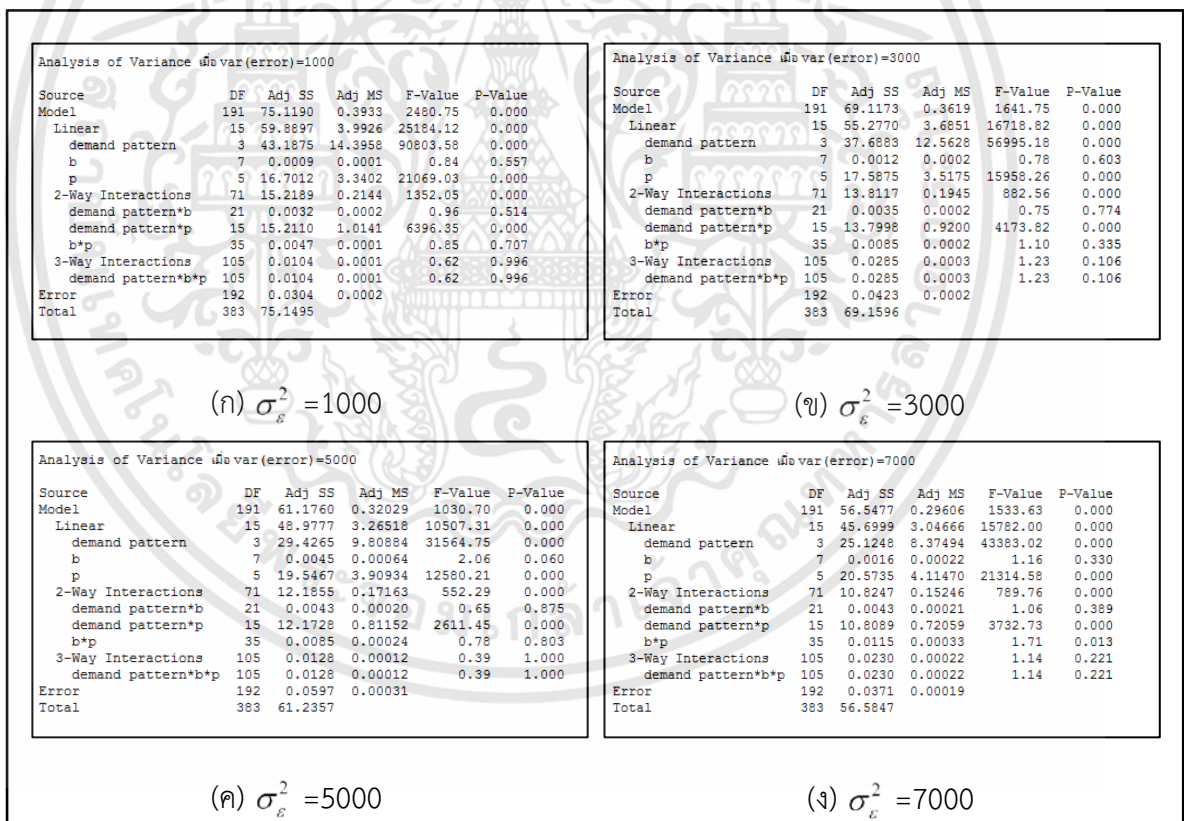 Analysis of Variance เมื่อ var(error)=1000
Source DF Adj SS Adj MS F-Value P-Value
Model 191 75.1190 0.3933 2480.75 0.000
Linear 15 59.8897 3.9926 25184.12 0.000
demand pattern 3 43.1875 14.3958 90803.58 0.000
b 7 0.0009 0.0001 0.84 0.557
p 5 16.7012 3.3402 21069.03 0.000
2-Way Interactions 71 15.2189 0.2144 1352.05 0.000
demand pattern*b 21 0.0032 0.0002 0.96 0.514
demand pattern*p 15 15.2110 1.0141 6396.35 0.000
b*p 35 0.0047 0.0001 0.85 0.707
3-Way Interactions 105 0.0104 0.0001 0.62 0.996
demand pattern*b*p 105 0.0104 0.0001 0.62 0.996
Error 192 0.0304 0.0002
Total 383 75.1495
(ก) σ²ε =1000
Analysis of Variance เมื่อ var(error)=3000
Source DF Adj SS Adj MS F-Value P-Value
Model 191 69.1173 0.3619 1641.75 0.000
Linear 15 55.2770 3.6851 16718.82 0.000
demand pattern 3 37.6883 12.5628 56995.18 0.000
b 7 0.0012 0.0002 0.78 0.603
p 5 17.5875 3.5175 15958.26 0.000
2-Way Interactions 71 13.8117 0.1945 882.56 0.000
demand pattern*b 21 0.0035 0.0002 0.75 0.774
demand pattern*p 15 13.7998 0.9200 4173.82 0.000
b*p 35 0.0085 0.0002 1.10 0.335
3-Way Interactions 105 0.0285 0.0003 1.23 0.106
demand pattern*b*p 105 0.0285 0.0003 1.23 0.106
Error 192 0.0423 0.0002
Total 383 69.1596
(ข) σ²ε =3000
Analysis of Variance เมื่อ var(error)=5000
Source DF Adj SS Adj MS F-Value P-Value
Model 191 61.1760 0.32029 1030.70 0.000
Linear 15 48.9777 3.26518 10507.31 0.000
demand pattern 3 29.4265 9.80884 31564.75 0.000
b 7 0.0045 0.00064 2.06 0.060
p 5 19.5467 3.90934 12580.21 0.000
2-Way Interactions 71 12.1855 0.17163 552.29 0.000
demand pattern*b 21 0.0043 0.00020 0.65 0.875
demand pattern*p 15 12.1728 0.81152 2611.45 0.000
b*p 35 0.0085 0.00024 0.78 0.803
3-Way Interactions 105 0.0128 0.00012 0.39 1.000
demand pattern*b*p 105 0.0128 0.00012 0.39 1.000
Error 192 0.0597 0.00031
Total 383 61.2357
(ค) σ²ε =5000
Analysis of Variance เมื่อ var(error)=7000
Source DF Adj SS Adj MS F-Value P-Value
Model 191 56.5477 0.29606 1533.63 0.000
Linear 15 45.6999 3.04666 15782.00 0.000
demand pattern 3 25.1248 8.37494 43383.02 0.000
b 7 0.0016 0.00022 1.16 0.330
p 5 20.5735 4.11470 21314.58 0.000
2-Way Interactions 71 10.8247 0.15246 789.76 0.000
demand pattern*b 21 0.0043 0.00021 1.06 0.389
demand pattern*p 15 10.8089 0.72059 3732.73 0.000
b*p 35 0.0115 0.00033 1.71 0.013
3-Way Interactions 105 0.0230 0.00022 1.14 0.221
demand pattern*b*p 105 0.0230 0.00022 1.14 0.221
Error 192 0.0371 0.00019
Total 383 56.5847
(ง) σ²ε =7000